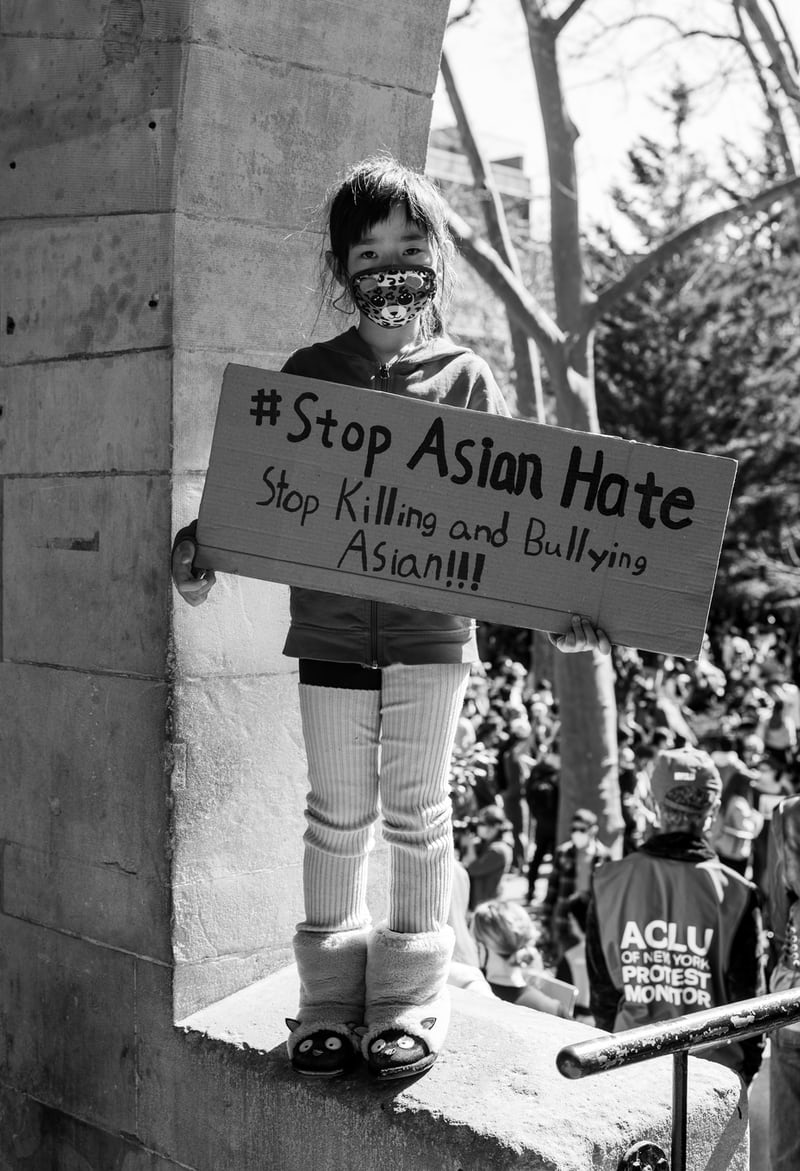 #Stop Asian Hate
Stop Killing and Bullying
Asian!!!
ACLU
OF NEW YORK
PROTEST
MONITOR